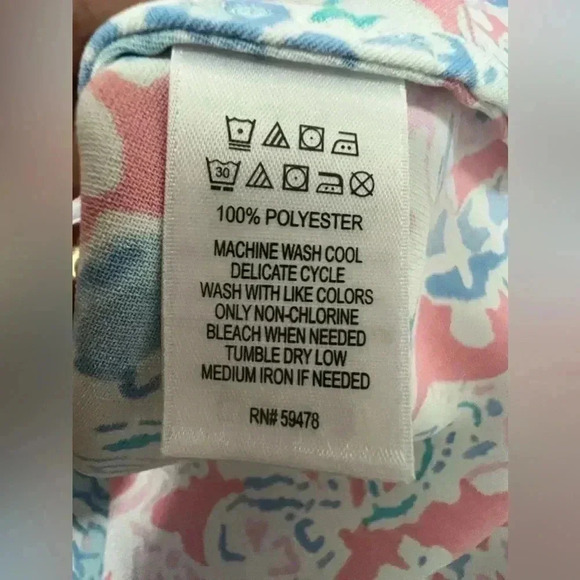 30
100% POLYESTER
MACHINE WASH COOL
DELICATE CYCLE
WASH WITH LIKE COLORS
ONLY NON-CHLORINE
BLEACH WHEN NEEDED
TUMBLE DRY LOW
MEDIUM IRON IF NEEDED
RN# 59478